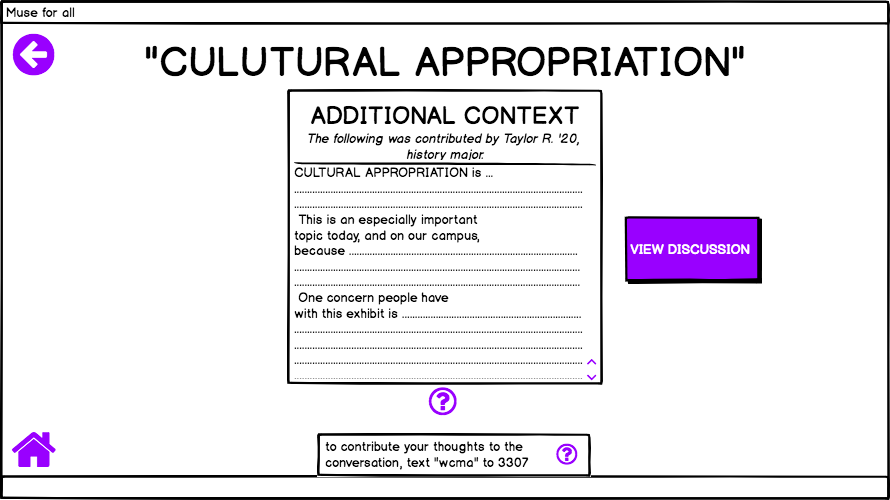 Muse for all
"CULUTURAL APPROPRIATION"
ADDITIONAL CONTEXT
The following was contributed by Taylor R. '20,
history major.
CULTURAL APPROPRIATION is ...
This is an especially important
topic today, and on our campus,
because
One concern people have
with this exhibit is
VIEW DISCUSSION
?
to contribute your thoughts to the
conversation, text "wcma" to 3307
?